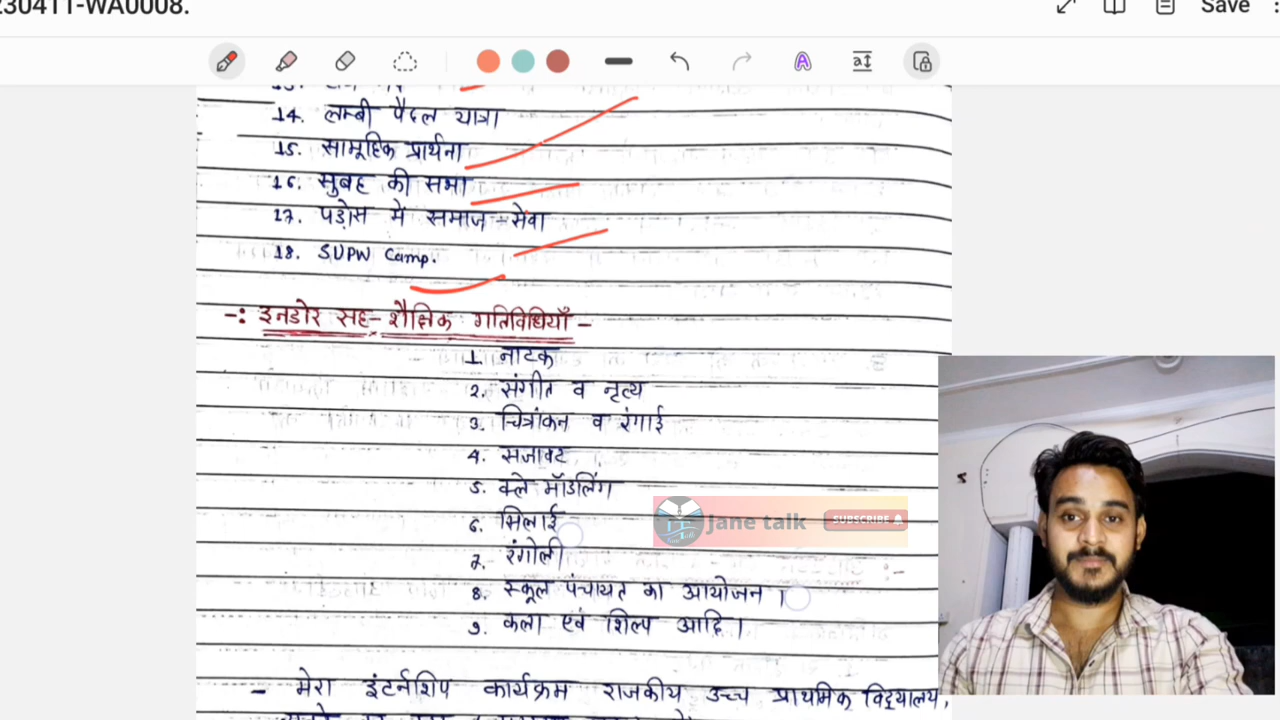 230411-WA0008.
Save
14. लम्बी पैदल यात्रा
15. सामूहिक प्रार्थना
16. सुबह की सभा
17. पड़ोस में समाज-सेवा
18. SUPW Camp.
-: इनडोर सह-शैक्षिक गतिविधियाँ -
1. नाटक
2. संगीत व नृत्य
3. चित्रांकन व रंगाई
4. सजावट
5. क्ले मॉडलिंग
6. सिलाई
7. रंगोली
8. स्कूल पंचायत का आयोजन।
9. कला एवं शिल्प आदि।
jane talk
SUBSCRIBE
- मेरा इंटर्नशिप कार्यक्रम राजकीय उच्च प्राथमिक विद्यालय,